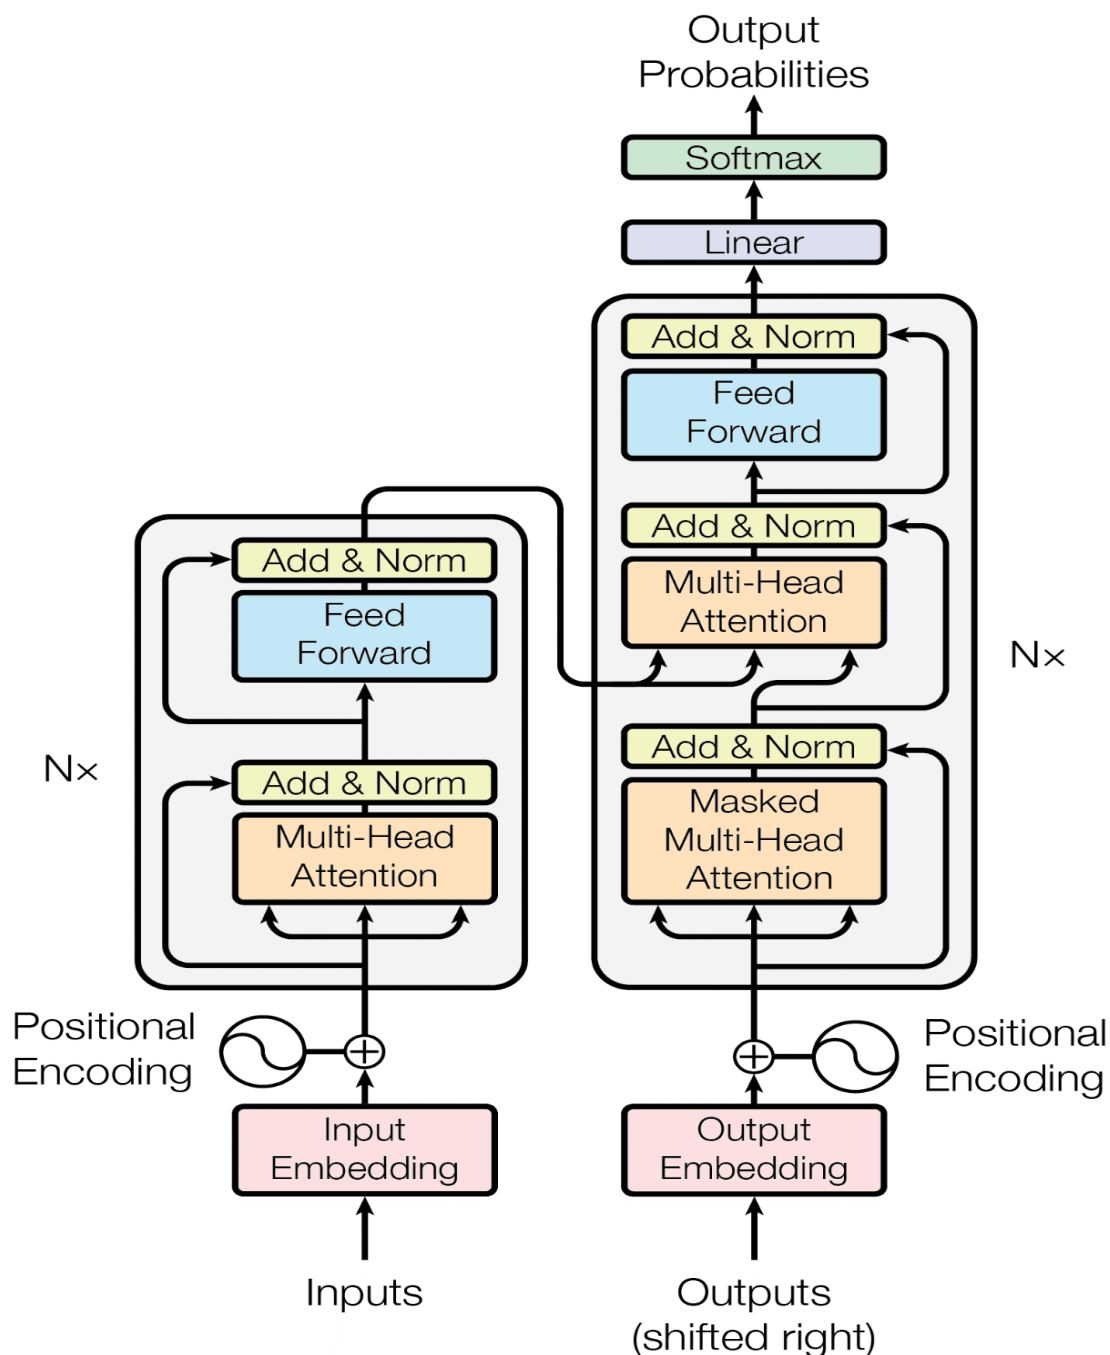 Output
Probabilities
Softmax
Linear
Add & Norm
Feed
Forward
Add & Norm
Multi-Head
Attention
Add & Norm
Masked
Multi-Head
Attention
N×
Add & Norm
Feed
Forward
Add & Norm
Multi-Head
Attention
N×
Positional
Encoding
Input
Embedding
Inputs
Positional
Encoding
Output
Embedding
Outputs
(shifted right)